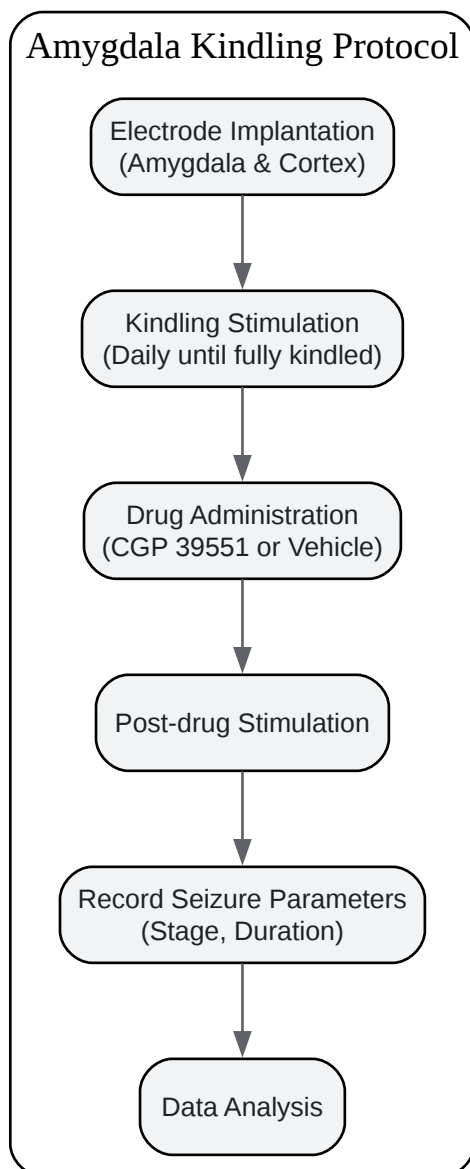 Amygdala Kindling Protocol
Electrode Implantation
(Amygdala & Cortex)
Kindling Stimulation
(Daily until fully kindled)
Drug Administration
(CGP 39551 or Vehicle)
Post-drug Stimulation
Record Seizure Parameters
(Stage, Duration)
Data Analysis